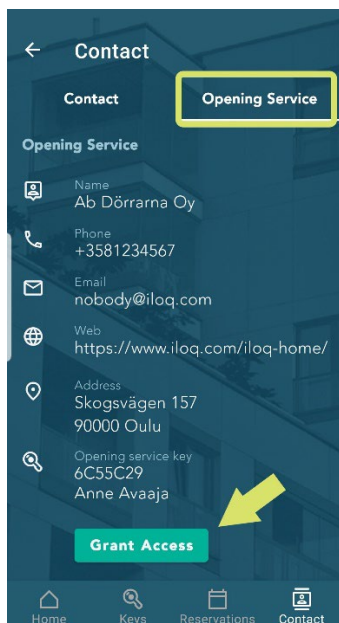 Contact
Contact
Opening Service
Opening Service
Name
Ab Dörrarna Oy
Phone
+3581234567
Email
nobody@iloq.com
Web
https://www.iloq.com/iloq-home/
Address
Skogsvägen 157
90000 Oulu
Opening service key
6C55C29
Anne Avaaja
Grant Access
Home
Keys
Reservations
Contact